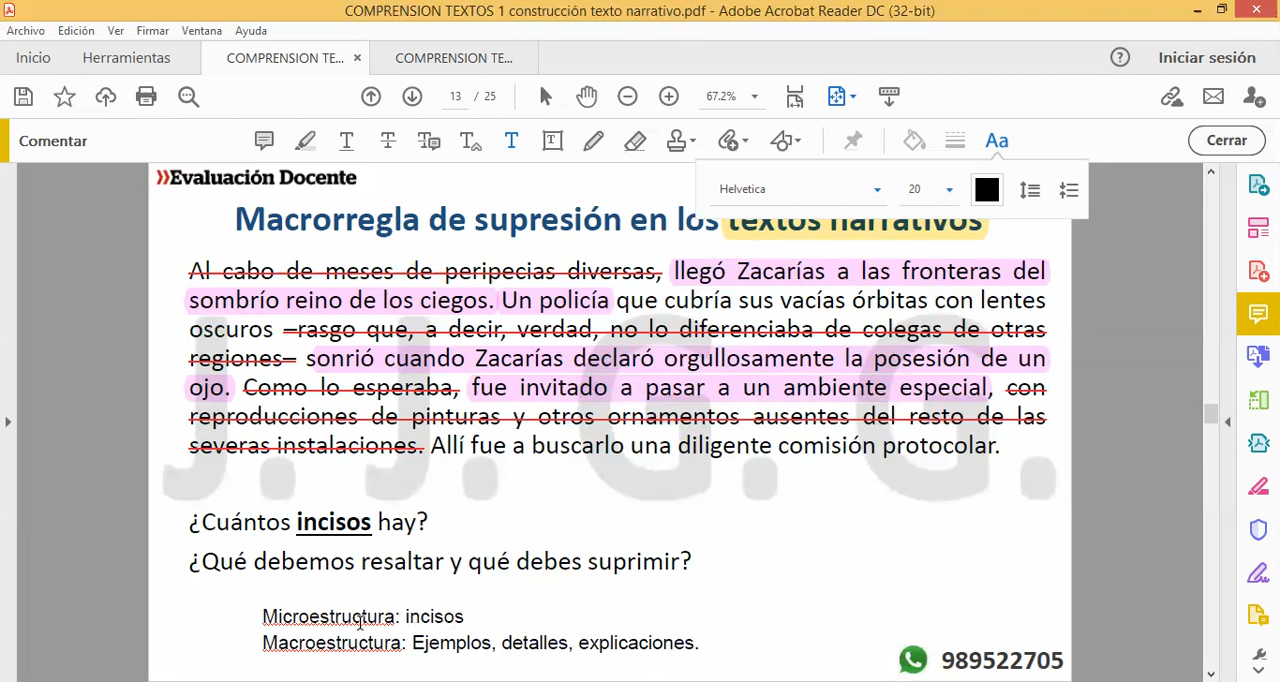 COMPRENSION TEXTOS 1 construcción texto narrativo.pdf - Adobe Acrobat Reader DC (32-bit)
Archivo Edición Ver Firmar Ventana Ayuda
Inicio Herramientas COMPRENSION TE... × COMPRENSION TE... Iniciar sesión
13 / 25 67.2%
Comentar Aa Cerrar
Helvetica 20
»Evaluación Docente
Macrorregla de supresión en los textos narrativos
Al cabo de meses de peripecias diversas, llegó Zacarías a las fronteras del
sombrío reino de los ciegos. Un policía que cubría sus vacías órbitas con lentes
oscuros –rasgo que, a decir, verdad, no lo diferenciaba de colegas de otras
regiones– sonrió cuando Zacarías declaró orgullosamente la posesión de un
ojo. Como lo esperaba, fue invitado a pasar a un ambiente especial, con
reproducciones de pinturas y otros ornamentos ausentes del resto de las
severas instalaciones. Allí fue a buscarlo una diligente comisión protocolar.
J. J. G. G.
¿Cuántos incisos hay?
¿Qué debemos resaltar y qué debes suprimir?
Microestructura: incisos
Macroestructura: Ejemplos, detalles, explicaciones.
989522705